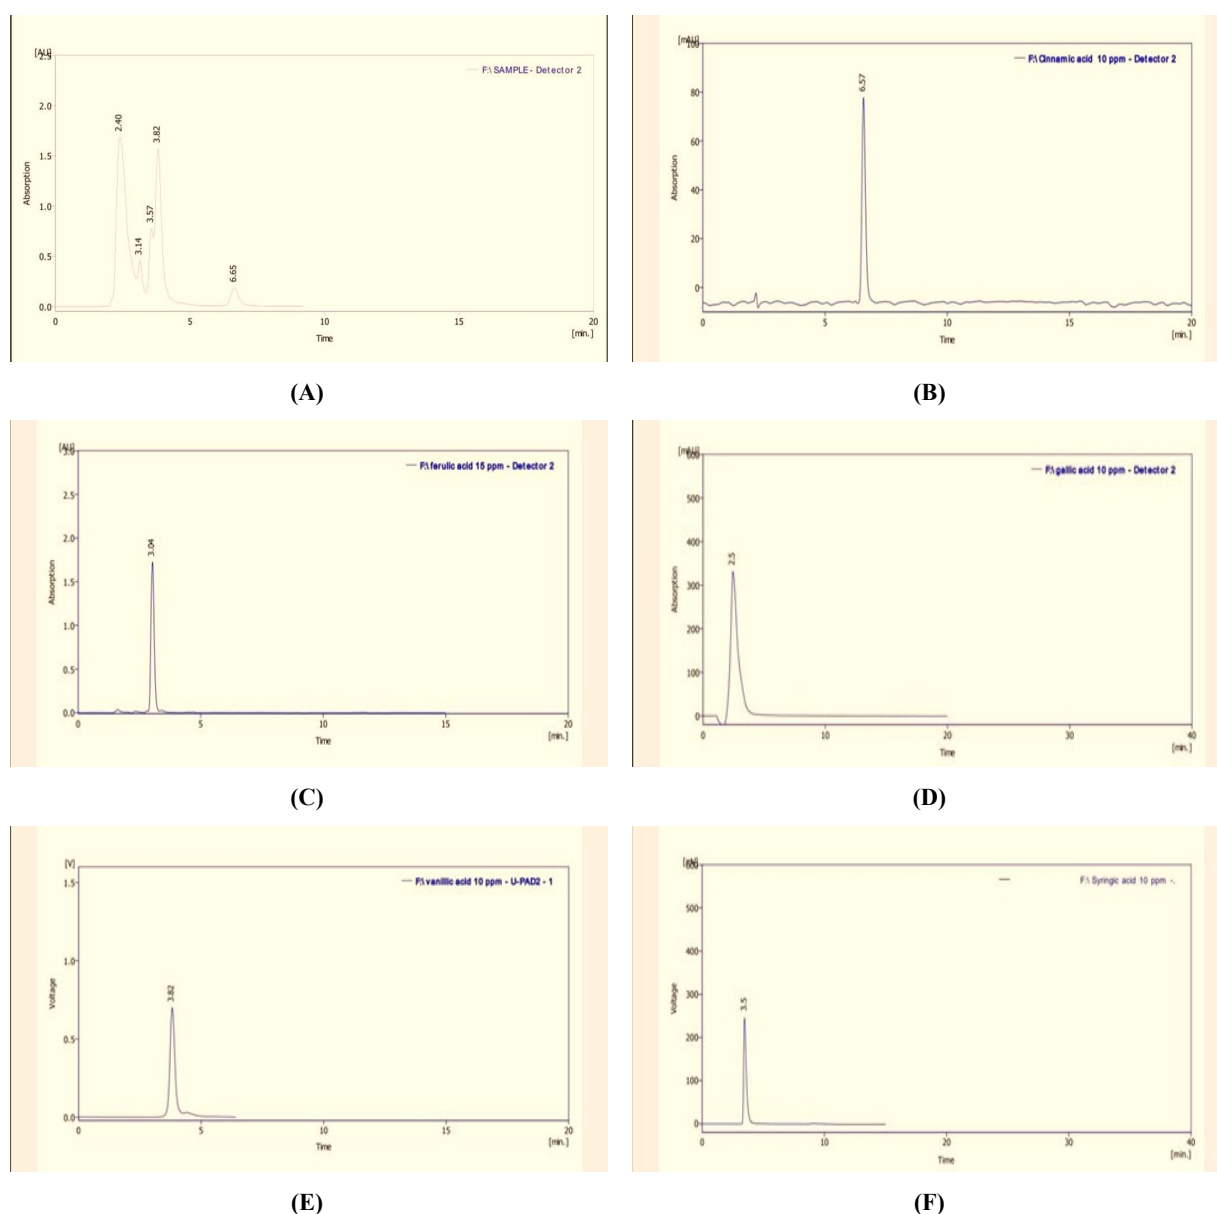 [AU]
2.5
F:\ SAMPLE - Detector 2
2.0
1.5
1.0
0.5
0.0
Absorption
2.40
3.14
3.57
3.82
6.65
0 5 10 15 20
Time
[min.]
(A)
100
F:\Cinnamic acid 10 ppm - Detector 2
80
60
40
20
0
Absorption
6.57
0 5 10 15 20
Time
[min.]
(B)
[AU]
3.0
F:\ferulic acid 15 ppm - Detector 2
2.5
2.0
1.5
1.0
0.5
0.0
Absorption
3.04
0 5 10 15 20
Time
[min.]
(C)
600
F:\gallic acid 10 ppm - Detector 2
500
400
300
200
100
0
Absorption
2.5
0 10 20 30 40
Time
[min.]
(D)
[V]
F:\vanillic acid 10 ppm - U-PAD2 - 1
1.5
1.0
0.5
0.0
Voltage
3.82
0 5 10 15 20
Time
[min.]
(E)
600
F:\ Syringic acid 10 ppm -.
500
400
300
200
100
0
Voltage
3.5
0 10 20 30 40
Time
[min.]
(F)